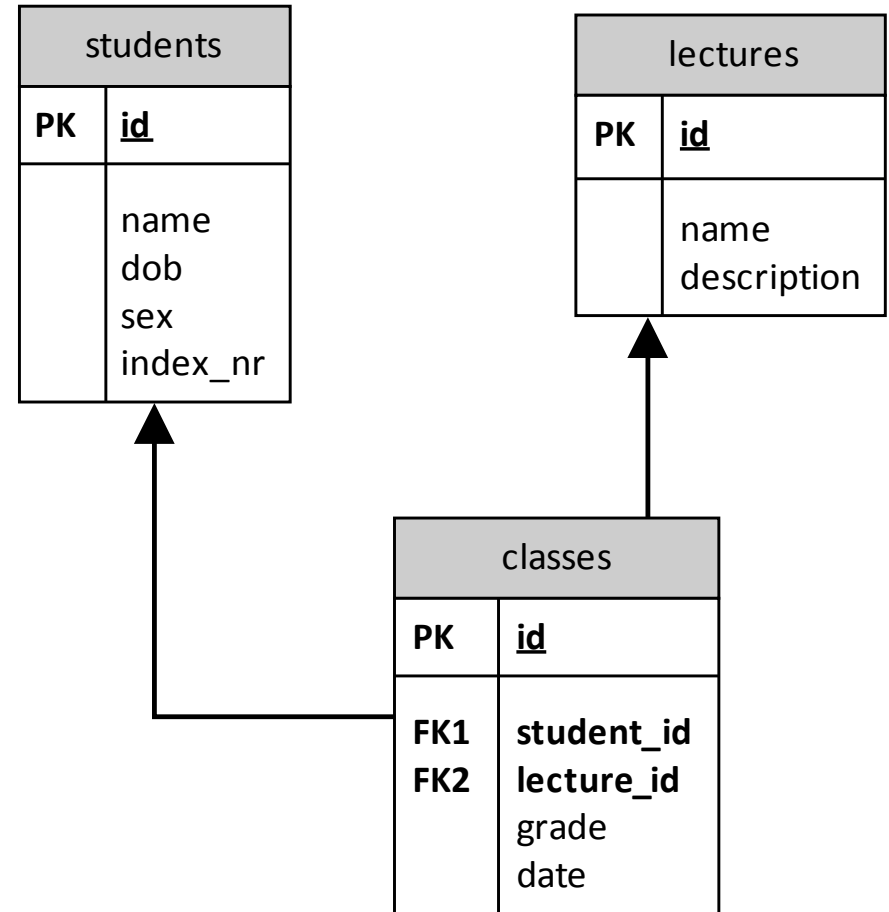 students
PK id
name
dob
sex
index_nr
lectures
PK id
name
description
classes
PK id
FK1 student_id
FK2 lecture_id
grade
date